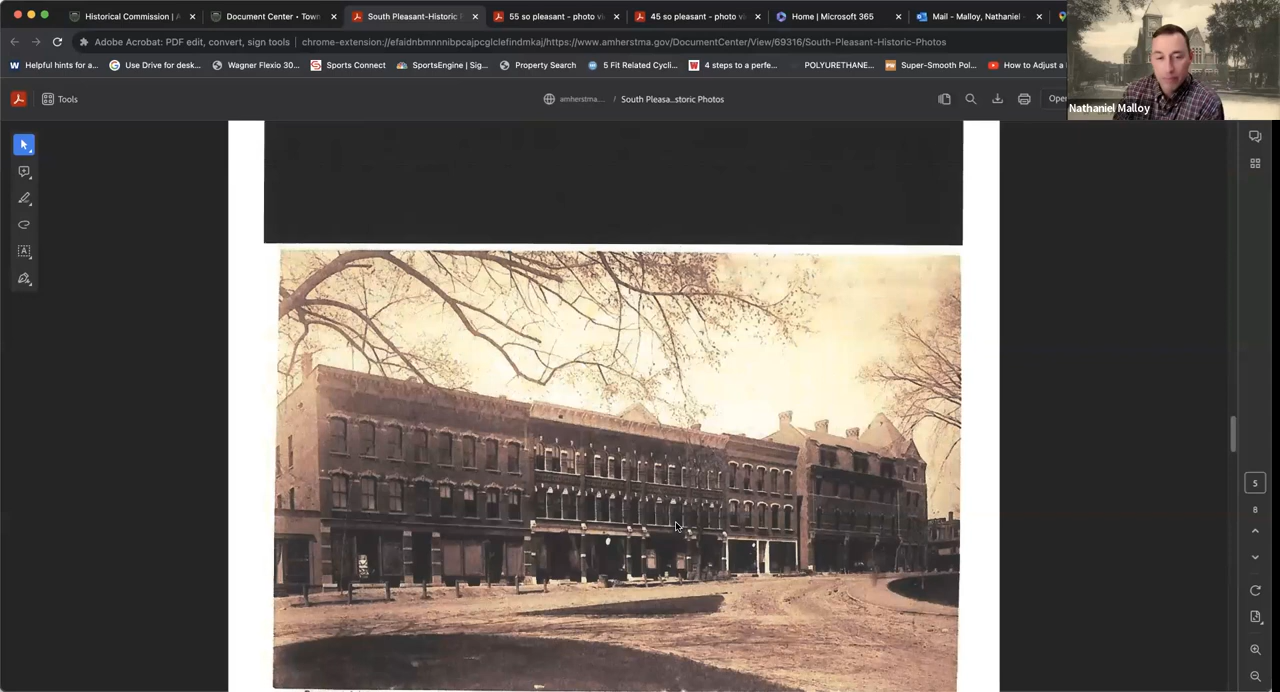 Historical Commission | A
Document Center • Town
South Pleasant-Historic P
55 so pleasant - photo vi
45 so pleasant - photo vi
Home | Microsoft 365
Mail - Malloy, Nathaniel -
Adobe Acrobat: PDF edit, convert, sign tools
chrome-extension://efaidnbmnnnibpcajpcglclefindmkaj/https://www.amherstma.gov/DocumentCenter/View/69316/South-Pleasant-Historic-Photos
Helpful hints for a...
Use Drive for desk...
Wagner Flexio 30...
Sports Connect
SportsEngine | Sig...
Property Search
5 Fit Related Cycli...
4 steps to a perfe...
POLYURETHANE...
Super-Smooth Pol...
How to Adjust a
Nathaniel Malloy
Tools
amherstma.... / South Pleasa...storic Photos
Open
5
8